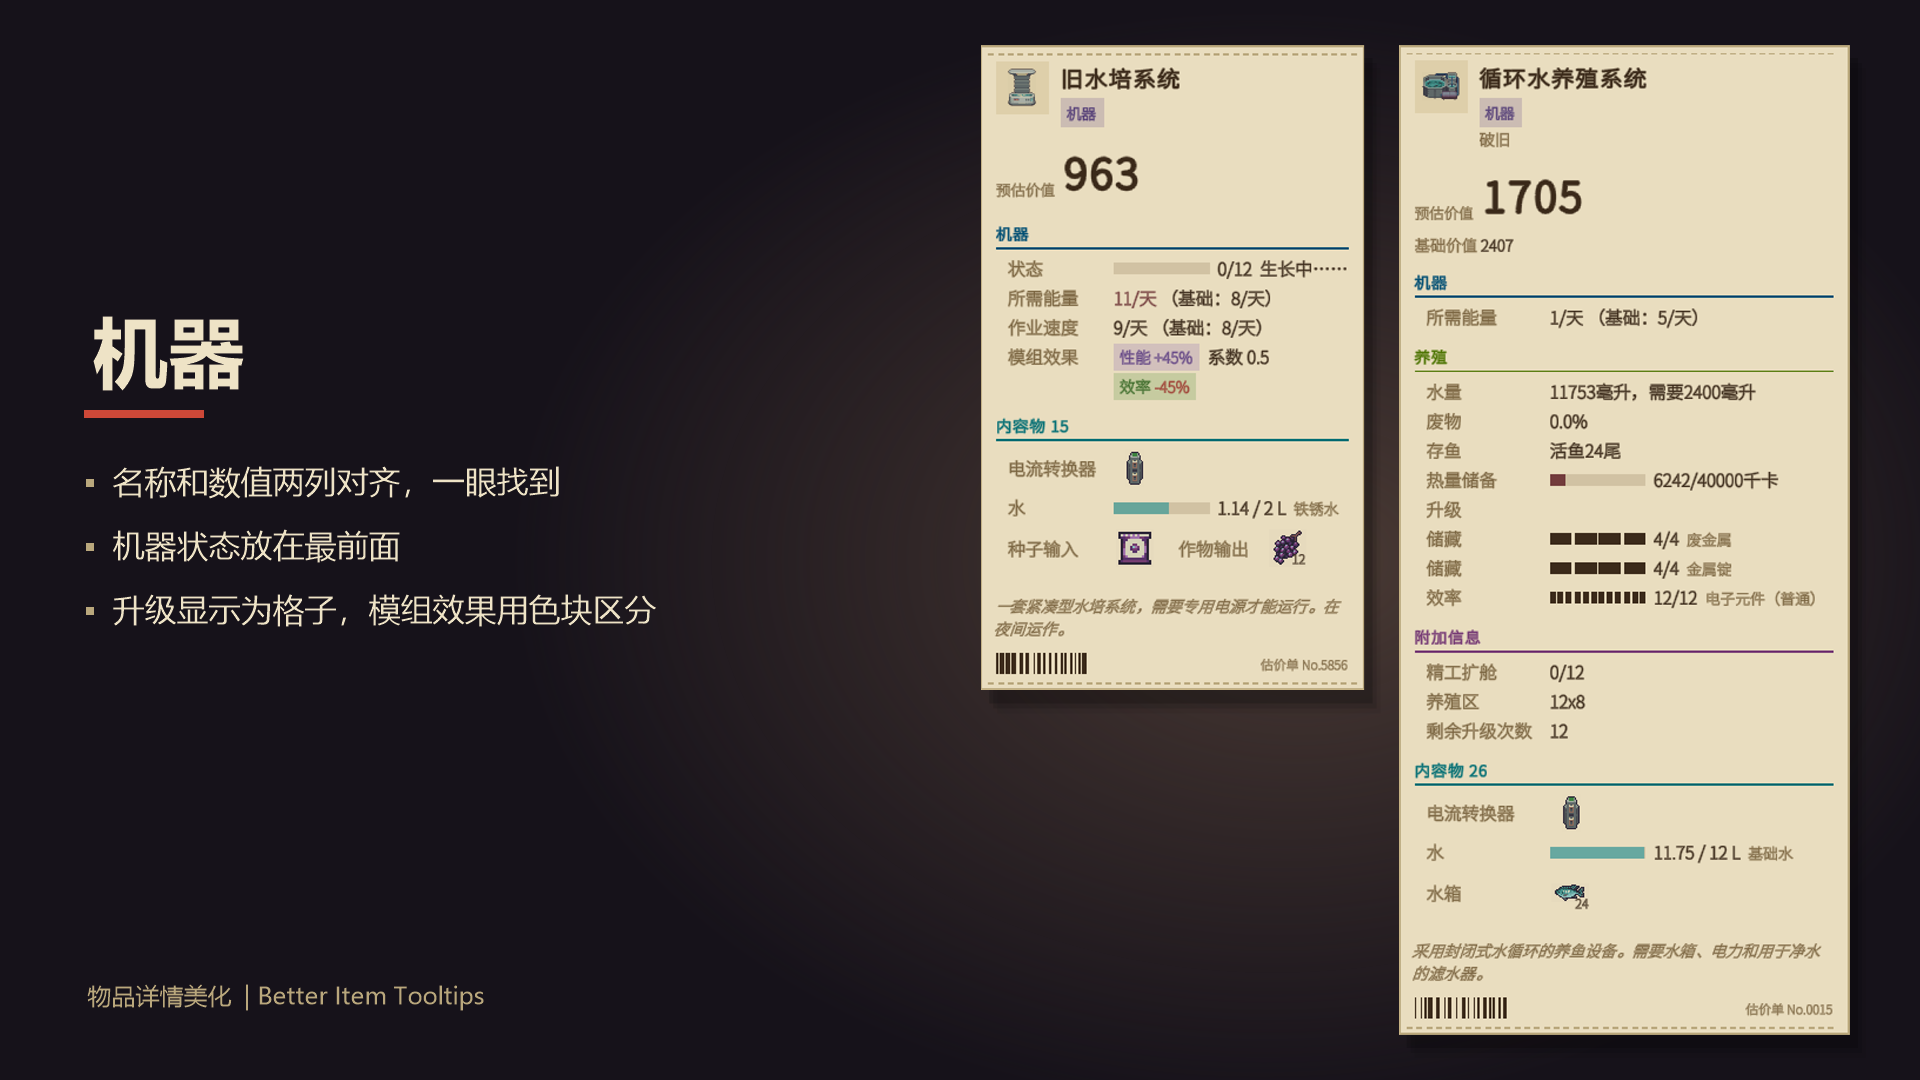 机器
名称和数值两列对齐，一眼找到
机器状态放在最前面
升级显示为格子，模组效果用色块区分
物品详情美化 | Better Item Tooltips
旧水培系统
机器
预估价值 963
机器
状态 0/12 生长中……
所需能量 11/天 （基础：8/天）
作业速度 9/天 （基础：8/天）
模组效果 性能 +45% 系数 0.5
效率 -45%
内容物 15
电流转换器
水 1.14 / 2 L 铁锈水
种子输入 作物输出 12
一套紧凑型水培系统，需要专用电源才能运行。在
夜间运作。
估价单 No.5856
循环水养殖系统
机器
破旧
预估价值 1705
基础价值 2407
机器
所需能量 1/天 （基础：5/天）
养殖
水量 11753毫升，需要2400毫升
废物 0.0%
存鱼 活鱼24尾
热量储备 6242/40000千卡
升级
储藏 4/4 废金属
储藏 4/4 金属锭
效率 12/12 电子元件（普通）
附加信息
精工扩舱 0/12
养殖区 12x8
剩余升级次数 12
内容物 26
电流转换器
水 11.75 / 12 L 基础水
水箱 24
采用封闭式水循环的养鱼设备。需要水箱、电力和用于净水
的滤水器。
估价单 No.0015